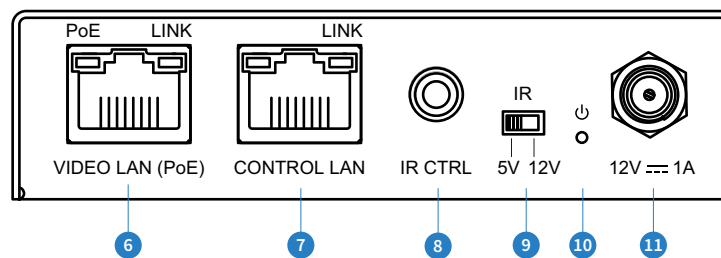 PoE LINK LINK
IR
VIDEO LAN (PoE) CONTROL LAN IR CTRL 5V 12V 12V ⎓ 1A
6 7 8 9 10 11